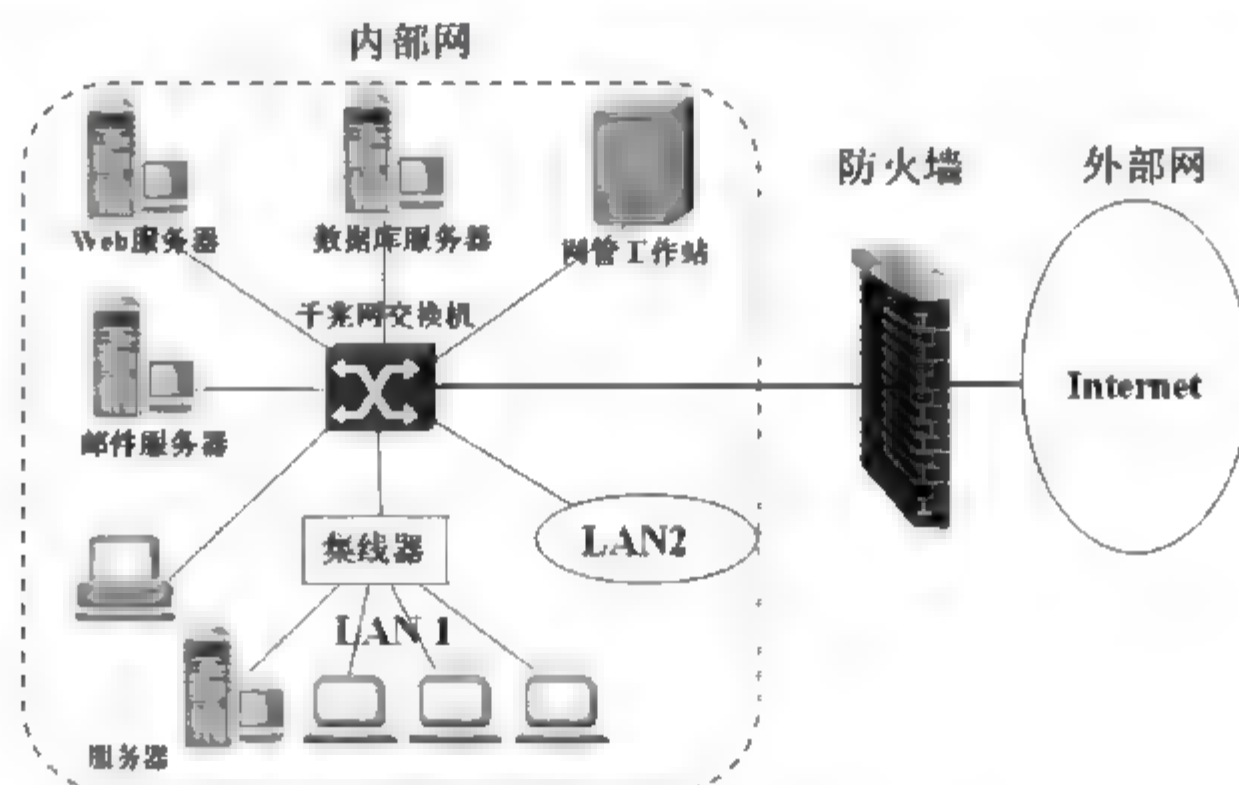 内部网
防火墙
外部网
Web服务器
数据库服务器
网管工作站
千兆网交换机
Internet
邮件服务器
集线器
LAN2
LAN 1
服务器